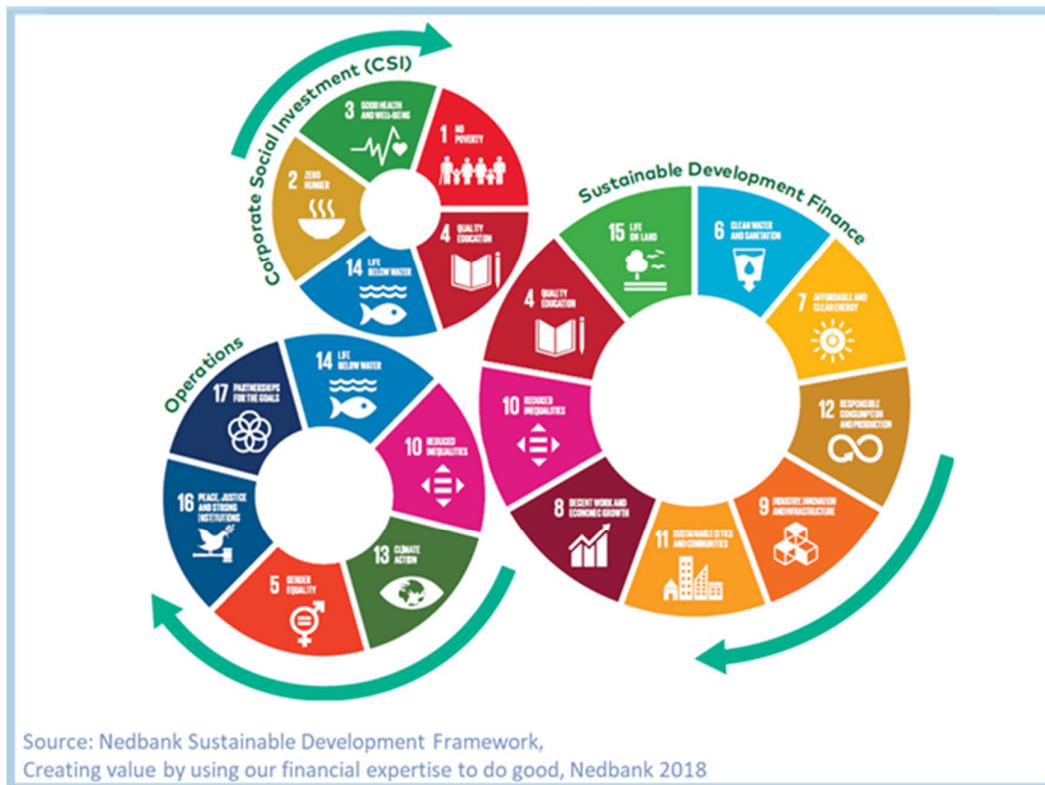 Corporate Social Investment (CSI)
3 GOOD HEALTH
AND WELL-BEING
1 NO
POVERTY
2 ZERO
HUNGER
4 QUALITY
EDUCATION
14 LIFE
BELOW WATER
Sustainable Development Finance
15 LIFE
ON LAND
6 CLEAN WATER
AND SANITATION
4 QUALITY
EDUCATION
7 AFFORDABLE AND
CLEAN ENERGY
10 REDUCED
INEQUALITIES
12 RESPONSIBLE
CONSUMPTION
AND PRODUCTION
8 DECENT WORK AND
ECONOMIC GROWTH
9 INDUSTRY, INNOVATION
AND INFRASTRUCTURE
11 SUSTAINABLE CITIES
AND COMMUNITIES
Operations
17 PARTNERSHIPS
FOR THE GOALS
14 LIFE
BELOW WATER
10 REDUCED
INEQUALITIES
16 PEACE, JUSTICE
AND STRONG
INSTITUTIONS
13 CLIMATE
ACTION
5 GENDER
EQUALITY
Source: Nedbank Sustainable Development Framework,
Creating value by using our financial expertise to do good, Nedbank 2018